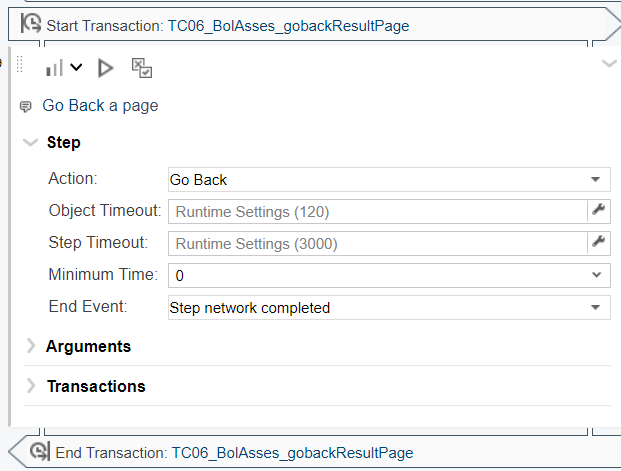 Start Transaction: TC06_BolAsses_gobackResultPage
Go Back a page
Step
Action: Go Back
Object Timeout: Runtime Settings (120)
Step Timeout: Runtime Settings (3000)
Minimum Time: 0
End Event: Step network completed
Arguments
Transactions
End Transaction: TC06_BolAsses_gobackResultPage